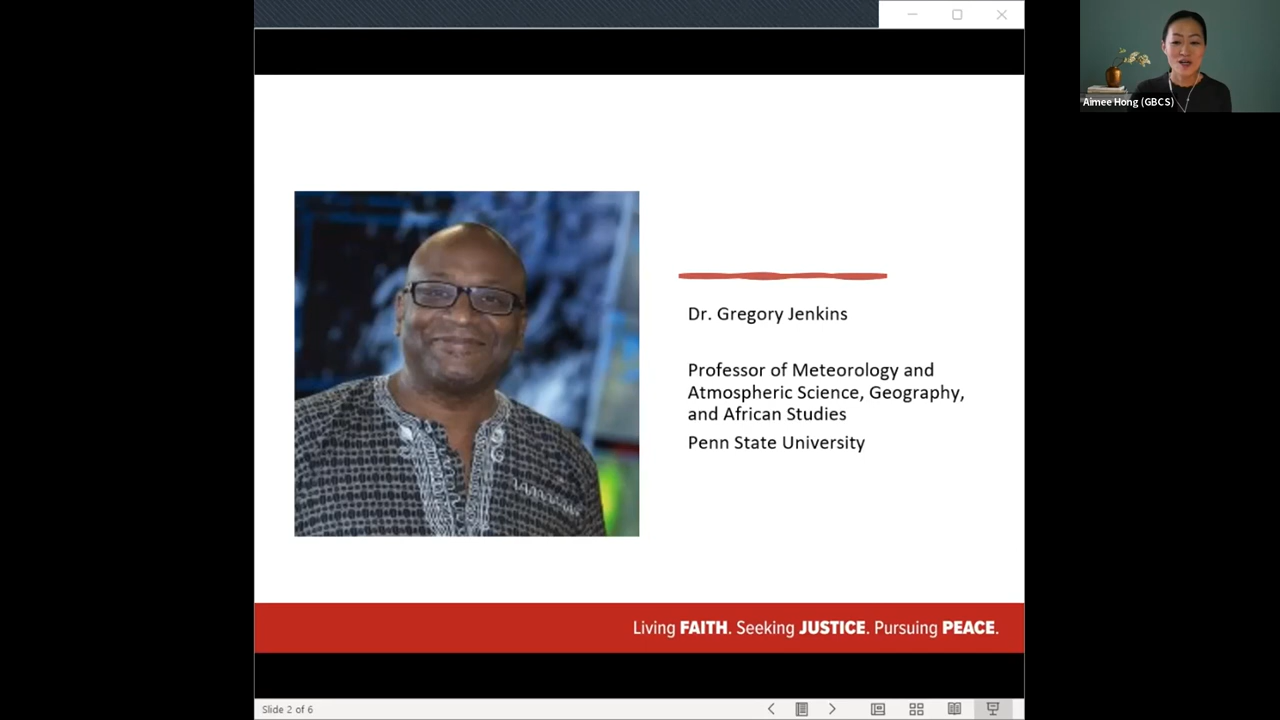 Aimee Hong (GBCS)
Dr. Gregory Jenkins
Professor of Meteorology and
Atmospheric Science, Geography,
and African Studies
Penn State University
Living FAITH. Seeking JUSTICE. Pursuing PEACE.
Slide 2 of 6